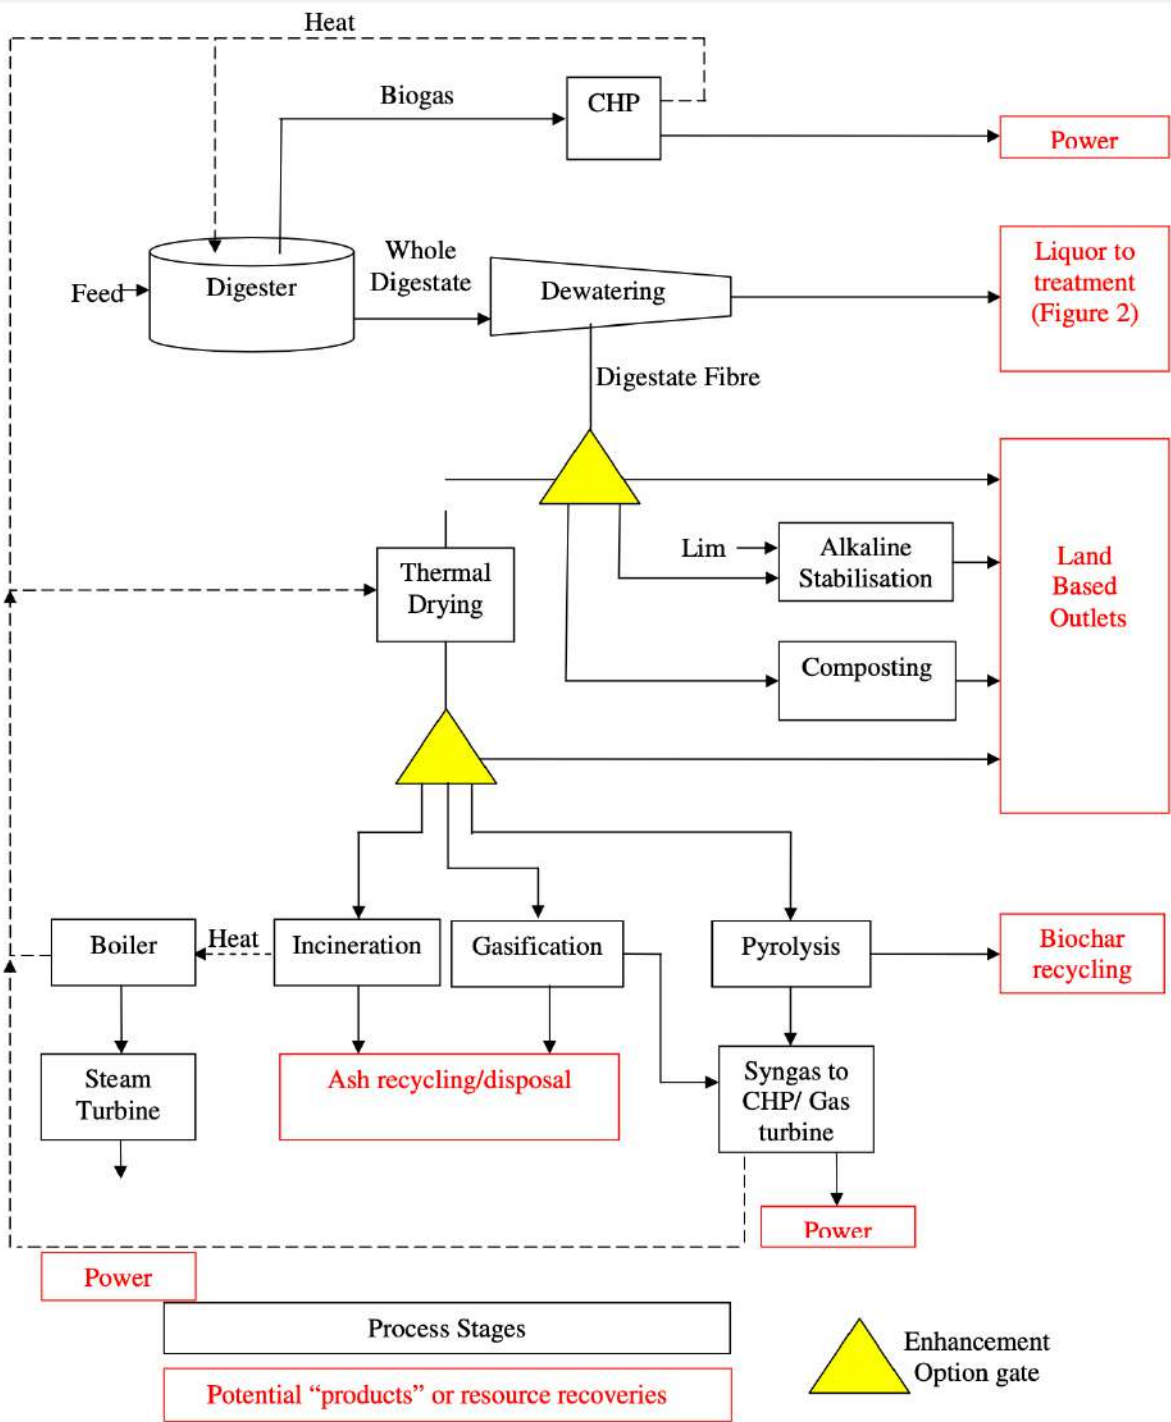 Heat
Biogas
CHP
Power
Whole
Digestate
Liquor to
treatment
(Figure 2)
Feed
Digester
Dewatering
Digestate Fibre
Lim
Alkaline
Stabilisation
Thermal
Drying
Land
Based
Outlets
Composting
Boiler
Heat
Incineration
Gasification
Pyrolysis
Biochar
recycling
Steam
Turbine
Ash recycling/disposal
Syngas to
CHP/ Gas
turbine
Power
Power
Process Stages
Enhancement
Option gate
Potential “products” or resource recoveries